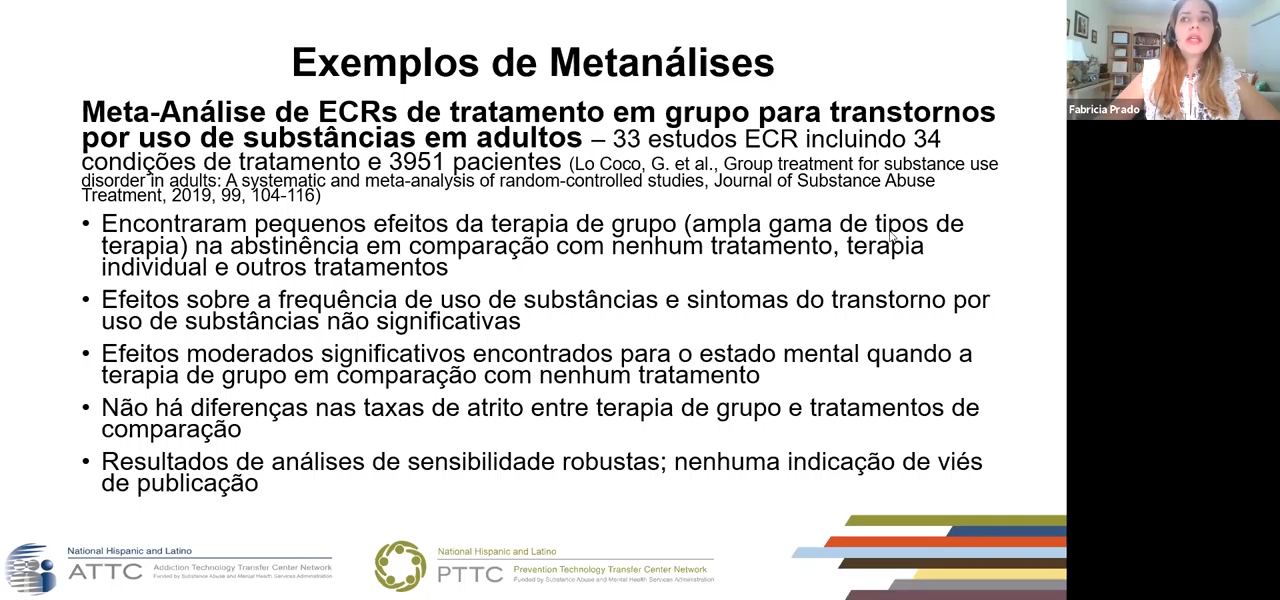 Exemplos de Metanálises
Meta-Análise de ECRs de tratamento em grupo para transtornos
por uso de substâncias em adultos – 33 estudos ECR incluindo 34
condições de tratamento e 3951 pacientes (Lo Coco, G. et al., Group treatment for substance use
disorder in adults: A systematic and meta-analysis of random-controlled studies, Journal of Substance Abuse
Treatment, 2019, 99, 104-116)
• Encontraram pequenos efeitos da terapia de grupo (ampla gama de tipos de
terapia) na abstinência em comparação com nenhum tratamento, terapia
individual e outros tratamentos
• Efeitos sobre a frequência de uso de substâncias e sintomas do transtorno por
uso de substâncias não significativas
• Efeitos moderados significativos encontrados para o estado mental quando a
terapia de grupo em comparação com nenhum tratamento
• Não há diferenças nas taxas de atrito entre terapia de grupo e tratamentos de
comparação
• Resultados de análises de sensibilidade robustas; nenhuma indicação de viés
de publicação
Fabricia Prado
National Hispanic and Latino
ATTC Addiction Technology Transfer Center Network
Funded by Substance Abuse and Mental Health Services Administration
National Hispanic and Latino
PTTC Prevention Technology Transfer Center Network
Funded by Substance Abuse and Mental Health Services Administration